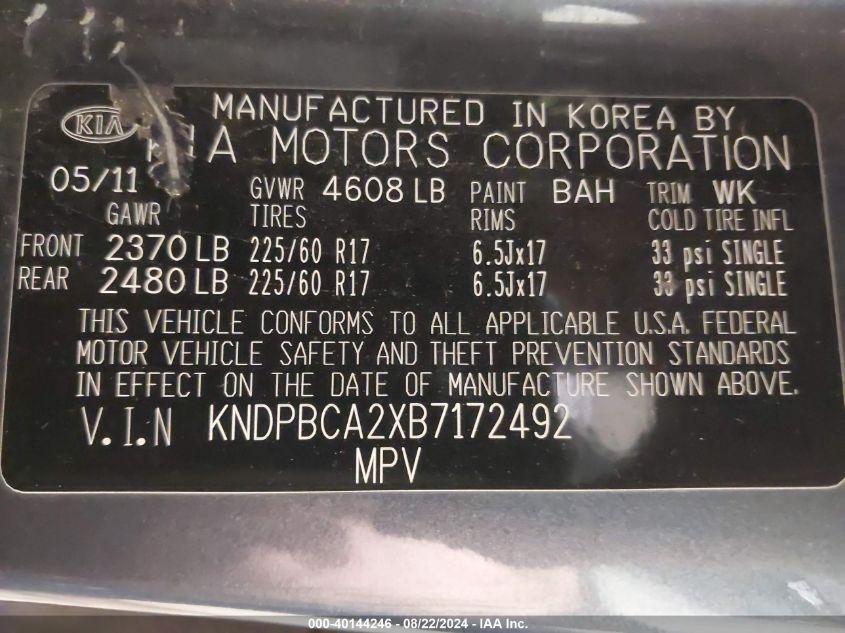 KIA
MANUFACTURED IN KOREA BY
KIA MOTORS CORPORATION
05/11 GVWR 4608 LB PAINT BAH TRIM WK
GAWR TIRES RIMS COLD TIRE INFL
FRONT 2370 LB 225/60 R17 6.5Jx17 33 psi SINGLE
REAR 2480 LB 225/60 R17 6.5Jx17 33 psi SINGLE
THIS VEHICLE CONFORMS TO ALL APPLICABLE U.S.A. FEDERAL
MOTOR VEHICLE SAFETY AND THEFT PREVENTION STANDARDS
IN EFFECT ON THE DATE OF MANUFACTURE SHOWN ABOVE.
V.I.N KNDPBCA2XB7172492
MPV
000-40144246 - 08/22/2024 - IAA Inc.